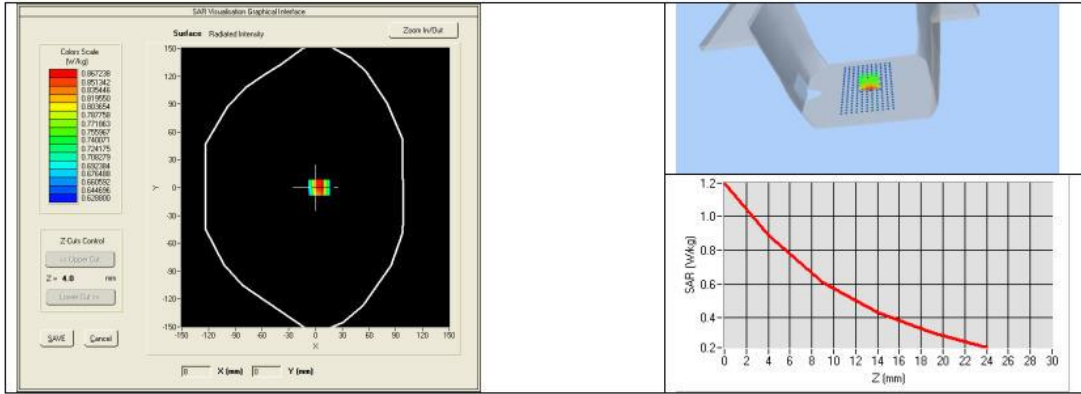 SAR Visualisation Graphical Interface
Surface Radiated Intensity
Zoom In/Out
Colors Scale
(W/kg)
0.867238
0.851342
0.835446
0.819550
0.803654
0.787758
0.771863
0.755967
0.740071
0.724175
0.708279
0.692384
0.676488
0.660592
0.644696
0.628800
Z-Cuts Control
<< Upper Cut
Z = 4.0 mm
Lower Cut >>
SAVE Cancel
Y
150-
120-
90-
60-
30-
0-
-30-
-60-
-90-
-120-
-150-
-150 -120 -90 -60 -30 0 30 60 90 120 150
X
0 X (mm) 0 Y (mm)
SAR (W/kg)
1.2-
1.0-
0.8-
0.6-
0.4-
0.2-
0 2 4 6 8 10 12 14 16 18 20 22 24 26 28 30
Z (mm)